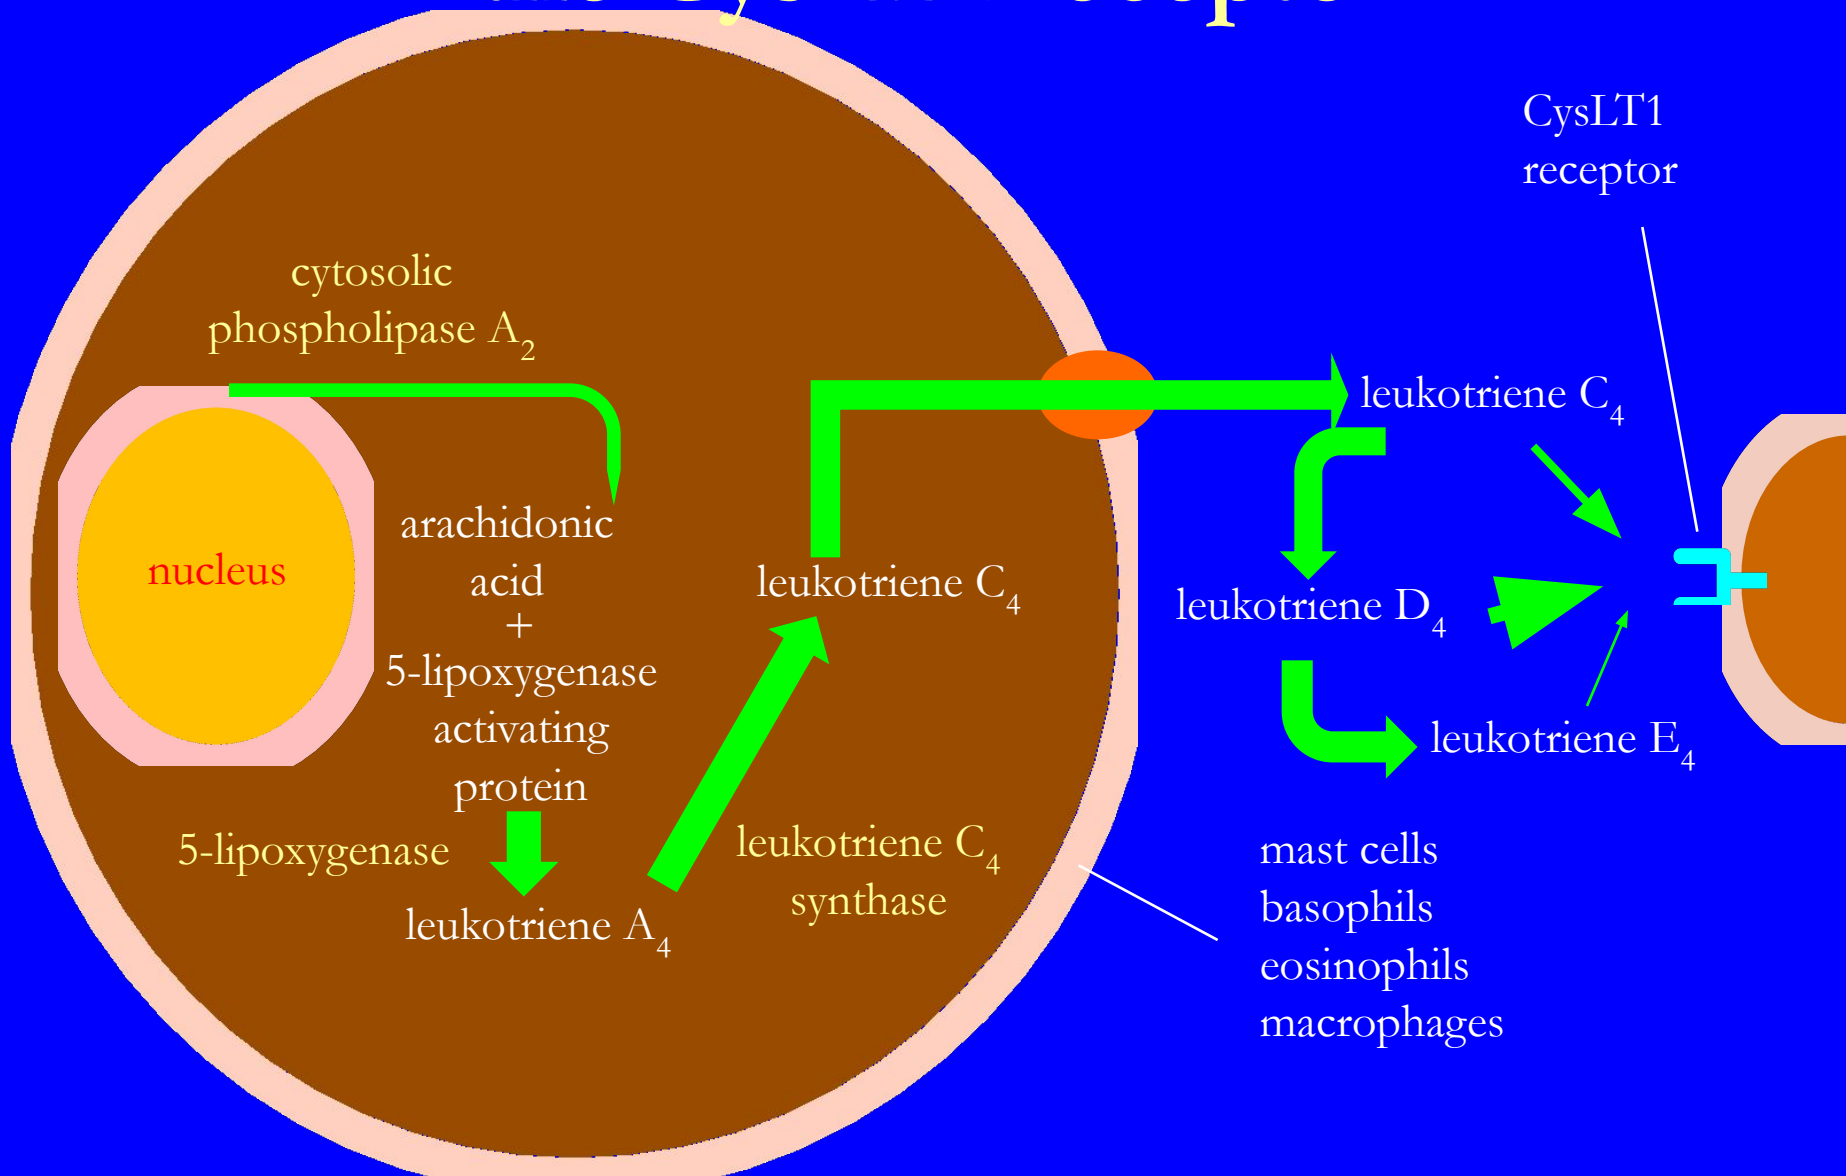 CysLT1
receptor
cytosolic
phospholipase A₂
leukotriene C₄
arachidonic
acid
+
5-lipoxygenase
activating
protein
nucleus
leukotriene C₄
leukotriene D₄
leukotriene E₄
5-lipoxygenase
leukotriene A₄
leukotriene C₄
synthase
mast cells
basophils
eosinophils
macrophages